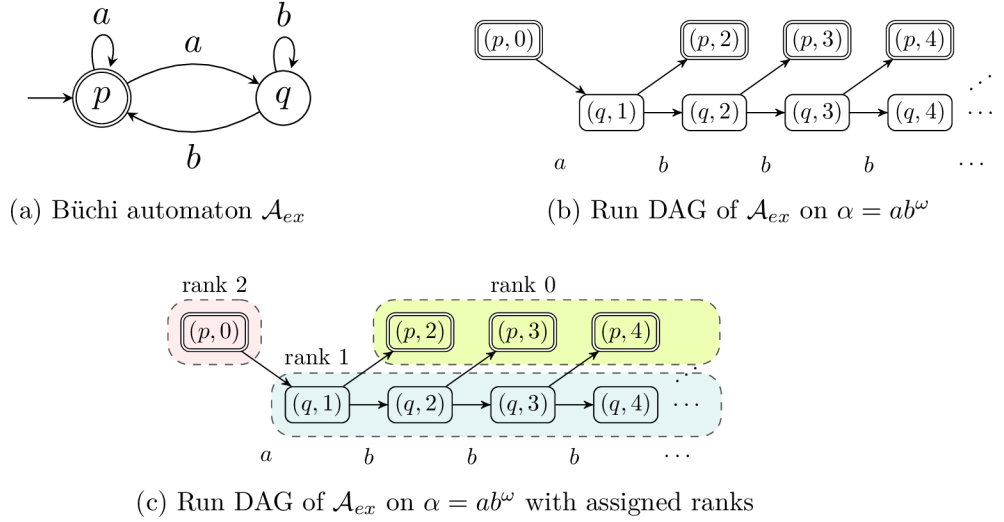 a b
a
p q
b
(a) Büchi automaton 𝒜ₑₓ
(p, 0) (p, 2) (p, 3) (p, 4)
(q, 1) (q, 2) (q, 3) (q, 4) ⋯
a b b b ⋯
(b) Run DAG of 𝒜ₑₓ on α = abᵚ
rank 2 rank 0
(p, 0) (p, 2) (p, 3) (p, 4)
rank 1
(q, 1) (q, 2) (q, 3) (q, 4) ⋯
a b b b ⋯
(c) Run DAG of 𝒜ₑₓ on α = abᵚ with assigned ranks